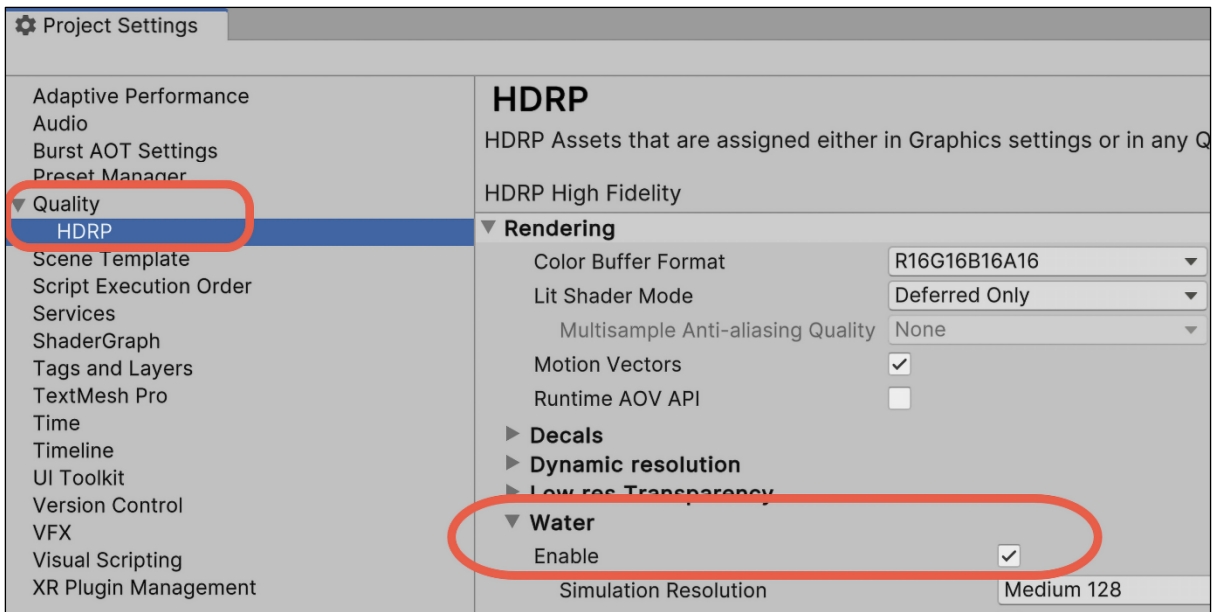 Project Settings
Adaptive Performance
Audio
Burst AOT Settings
Preset Manager
Quality
HDRP
Scene Template
Script Execution Order
Services
ShaderGraph
Tags and Layers
TextMesh Pro
Time
Timeline
UI Toolkit
Version Control
VFX
Visual Scripting
XR Plugin Management
HDRP
HDRP Assets that are assigned either in Graphics settings or in any Q
HDRP High Fidelity
Rendering
Color Buffer Format R16G16B16A16
Lit Shader Mode Deferred Only
Multisample Anti-aliasing Quality None
Motion Vectors
Runtime AOV API
Decals
Dynamic resolution
Low res Transparency
Water
Enable
Simulation Resolution Medium 128